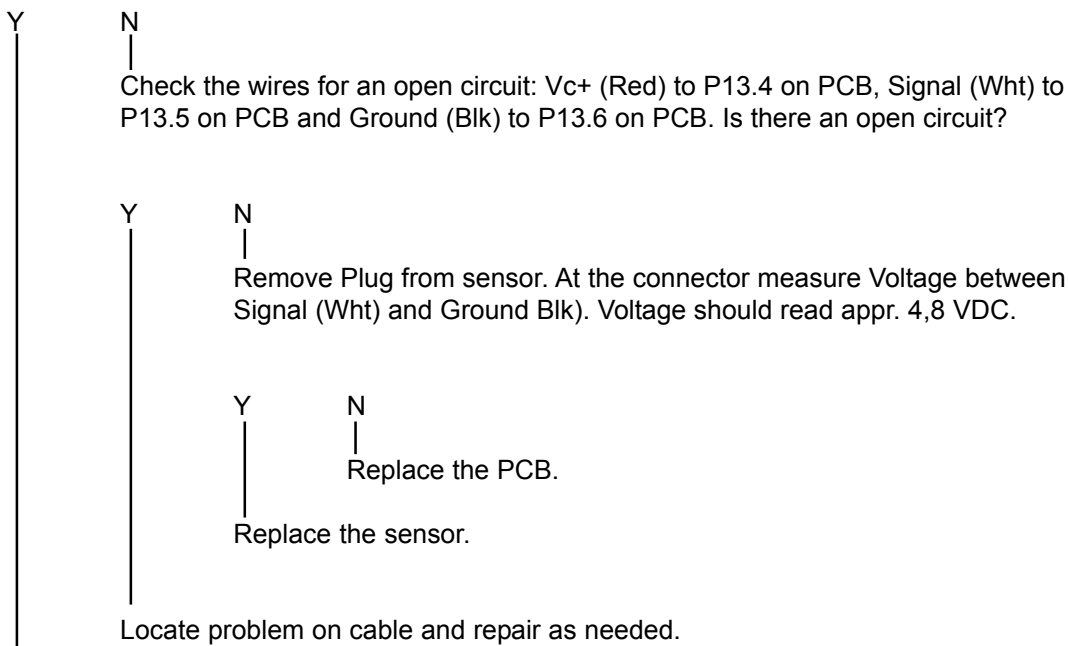 Y N
Check the wires for an open circuit: Vc+ (Red) to P13.4 on PCB, Signal (Wht) to
P13.5 on PCB and Ground (Blk) to P13.6 on PCB. Is there an open circuit?
Y N
Remove Plug from sensor. At the connector measure Voltage between
Signal (Wht) and Ground Blk). Voltage should read appr. 4,8 VDC.
Y N
Replace the PCB.
Replace the sensor.
Locate problem on cable and repair as needed.